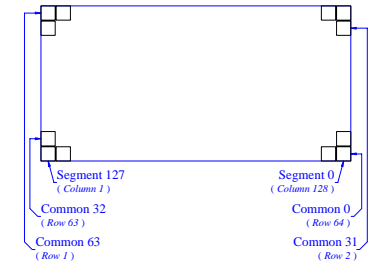 Segment 127
( Column 1 )
Segment 0
( Column 128 )
Common 32
( Row 63 )
Common 0
( Row 64 )
Common 63
( Row 1 )
Common 31
( Row 2 )